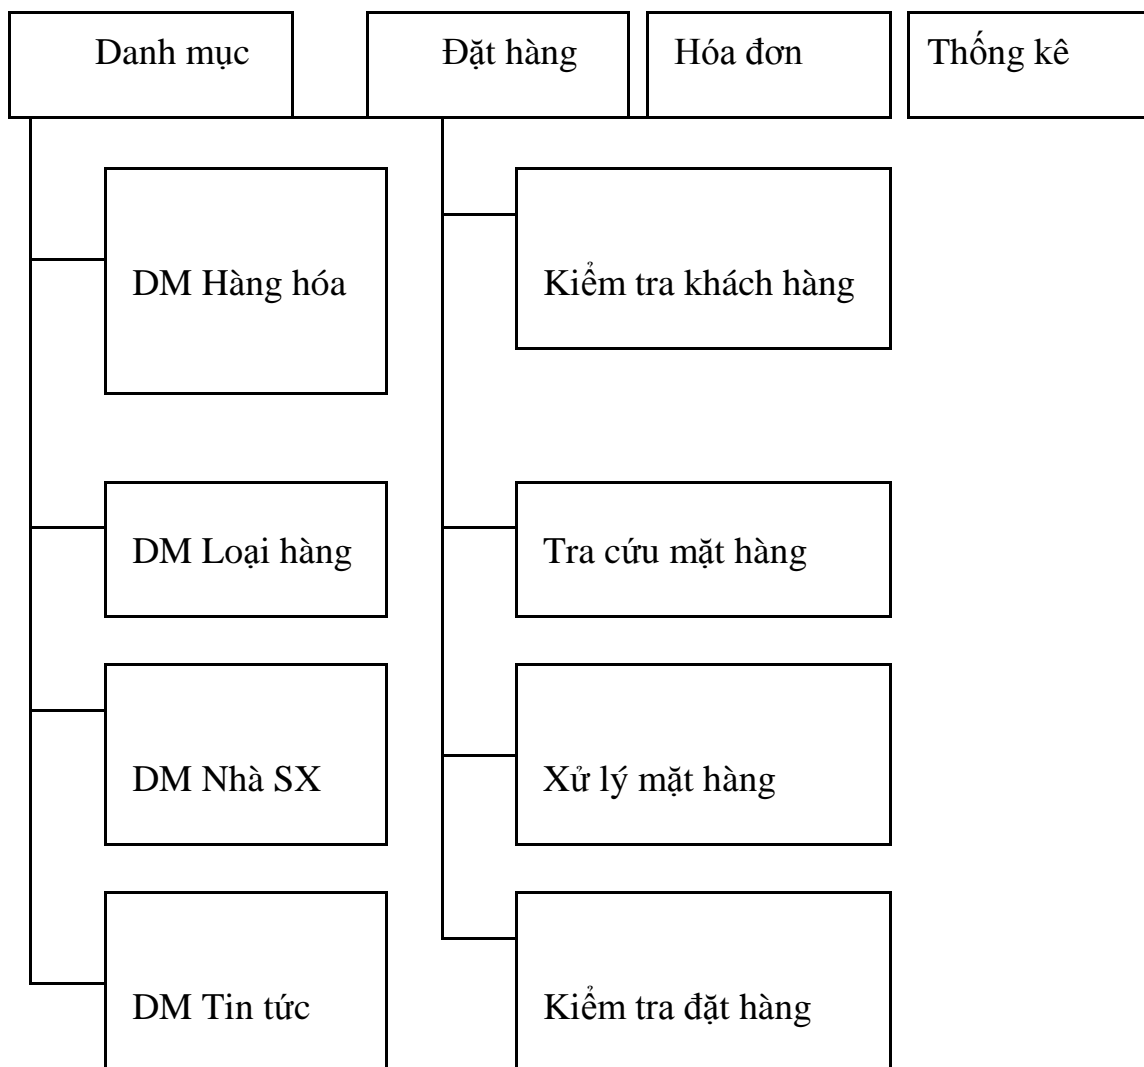 Danh mục
Đặt hàng
Hóa đơn
Thống kê
DM Hàng hóa
Kiểm tra khách hàng
DM Loại hàng
Tra cứu mặt hàng
DM Nhà SX
Xử lý mặt hàng
DM Tin tức
Kiểm tra đặt hàng